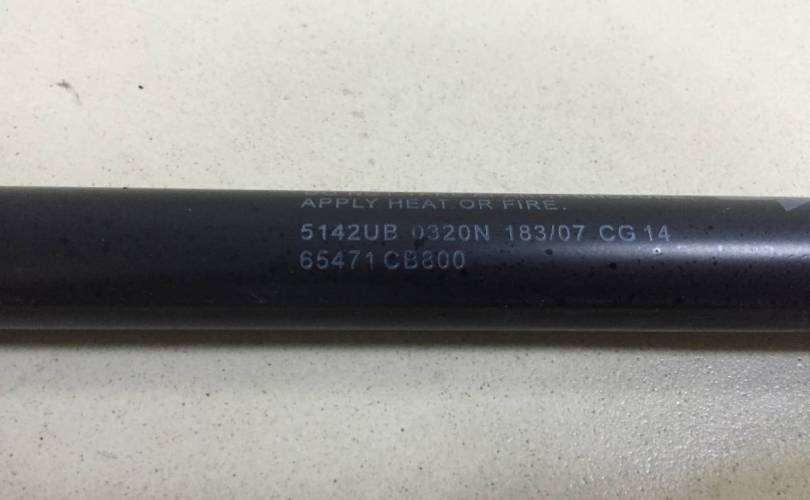 APPLY HEAT OR FIRE.
5142UB 0320N 183/07 CG 14
65471 CB800